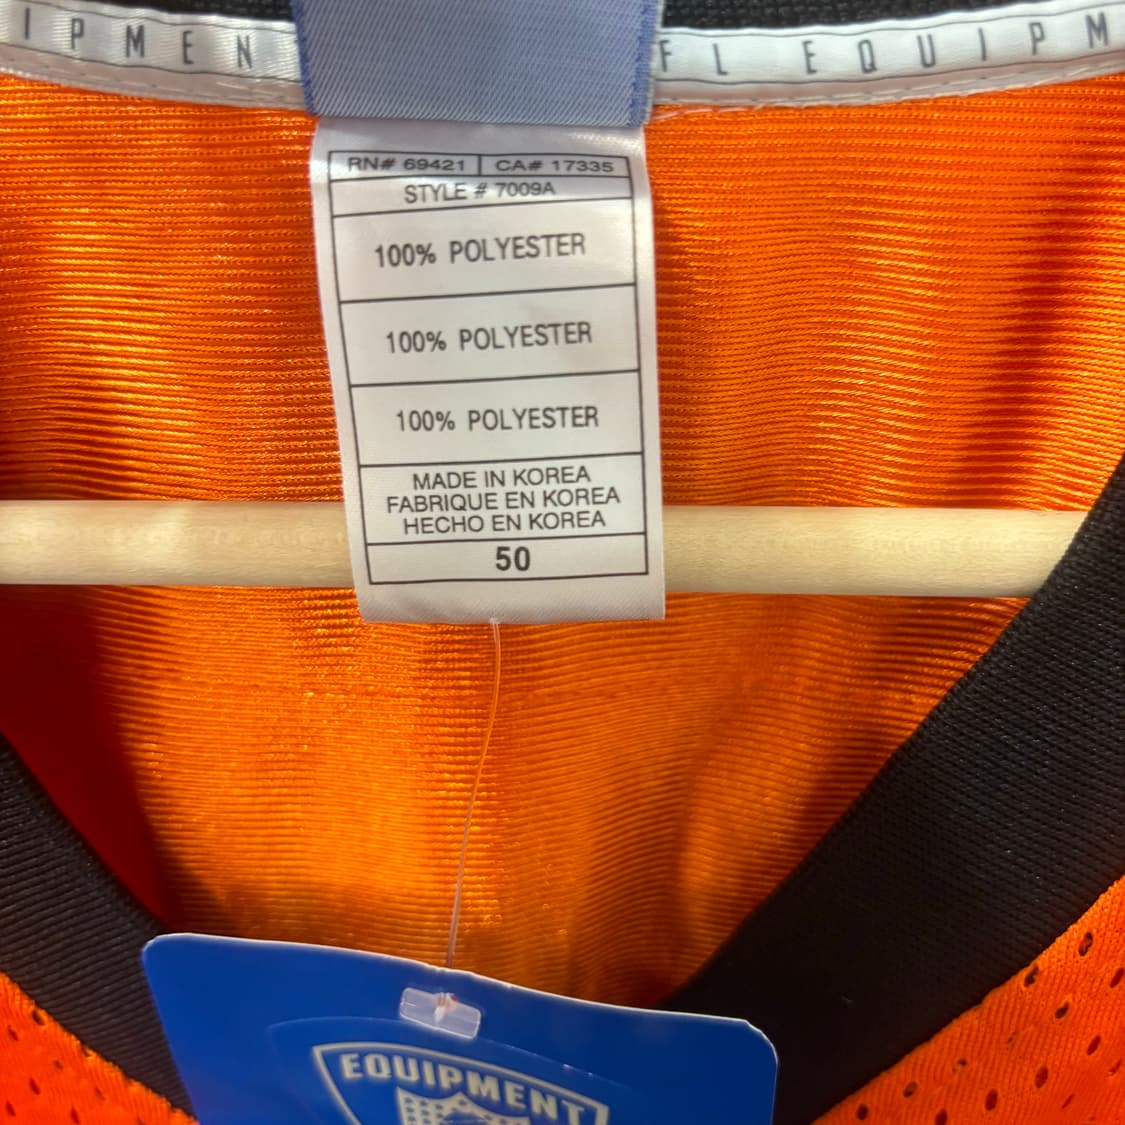 IPMEN
FL EQUIPM
RN# 69421 CA# 17335
STYLE # 7009A
100% POLYESTER
100% POLYESTER
100% POLYESTER
MADE IN KOREA
FABRIQUE EN KOREA
HECHO EN KOREA
50
EQUIPMENT